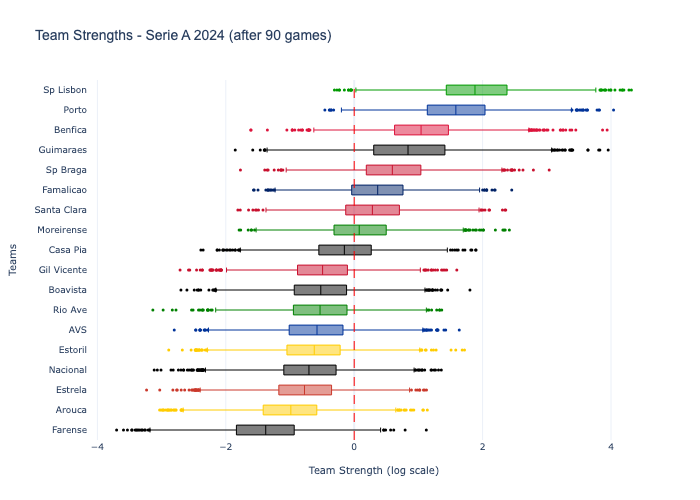 Team Strengths - Serie A 2024 (after 90 games)
Sp Lisbon
Porto
Benfica
Guimaraes
Sp Braga
Famalicao
Santa Clara
Moreirense
Casa Pia
Gil Vicente
Boavista
Rio Ave
AVS
Estoril
Nacional
Estrela
Arouca
Farense
Teams
−4 −2 0 2 4
Team Strength (log scale)